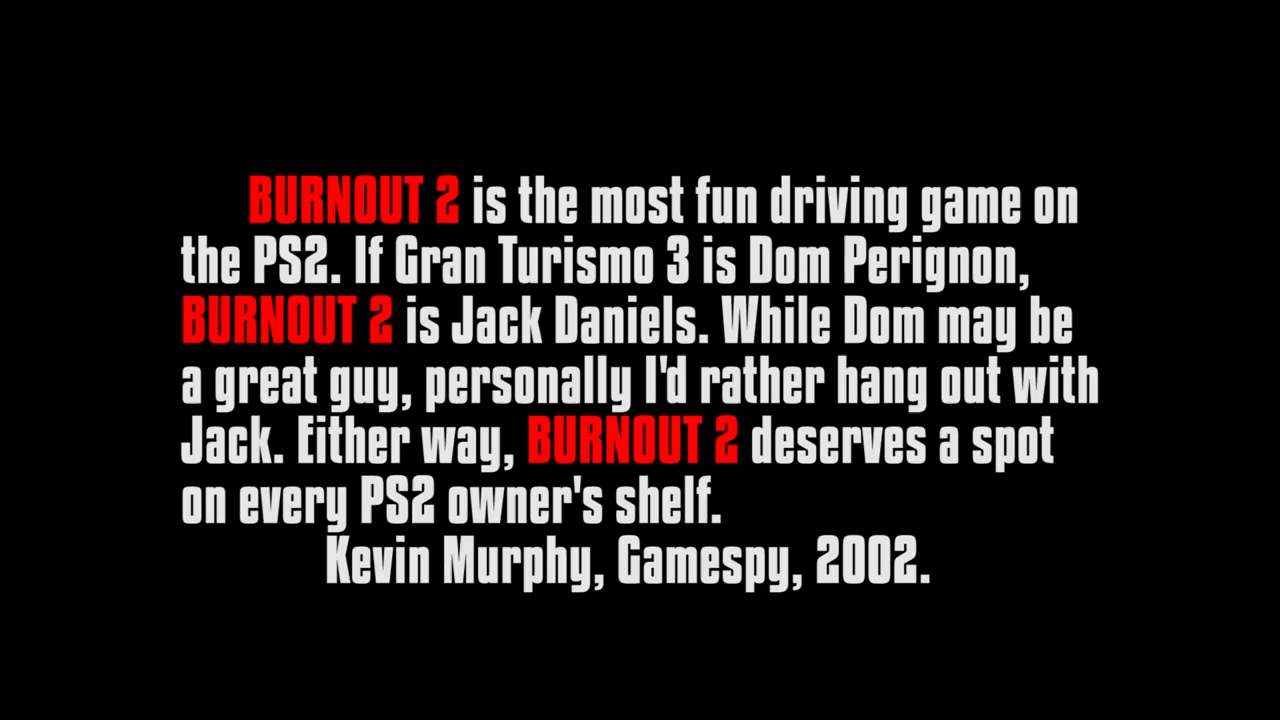 BURNOUT 2 is the most fun driving game on
the PS2. If Gran Turismo 3 is Dom Perignon,
BURNOUT 2 is Jack Daniels. While Dom may be
a great guy, personally I'd rather hang out with
Jack. Either way, BURNOUT 2 deserves a spot
on every PS2 owner's shelf.
Kevin Murphy, Gamespy, 2002.